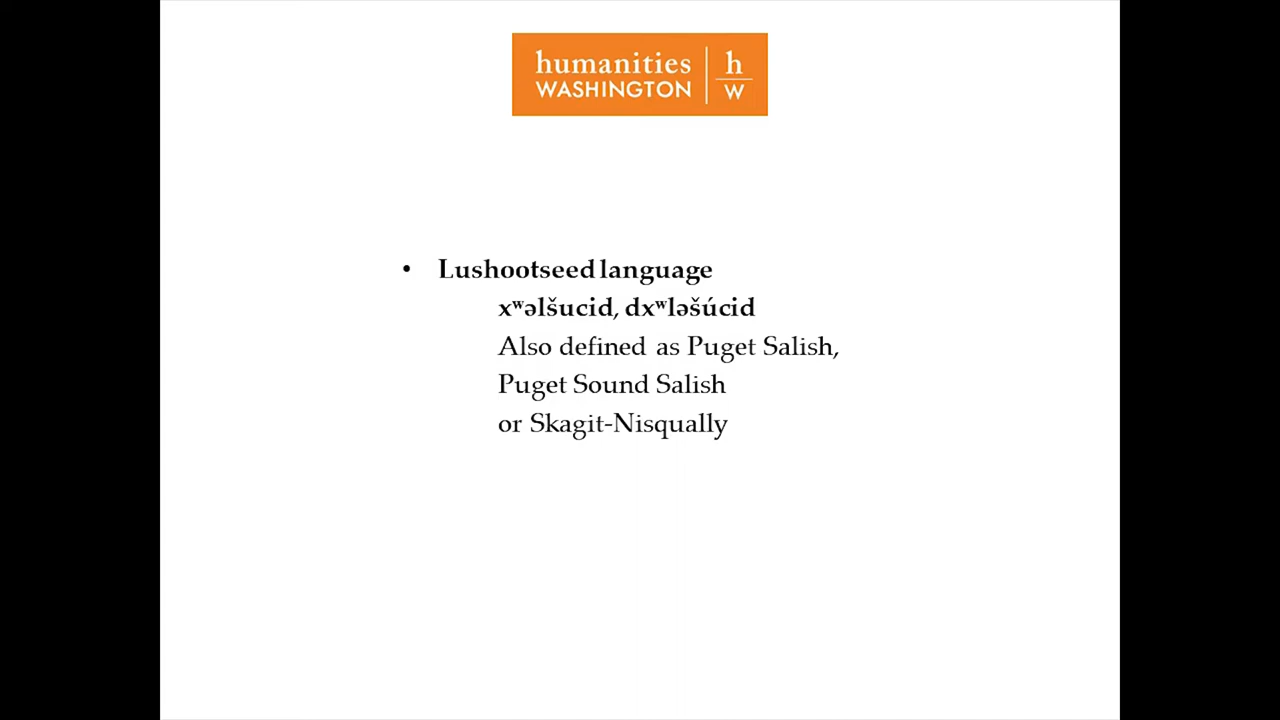 humanities
WASHINGTON
h
w
• Lushootseed language
xʷəlšucid, dxʷləšúcid
Also defined as Puget Salish,
Puget Sound Salish
or Skagit-Nisqually